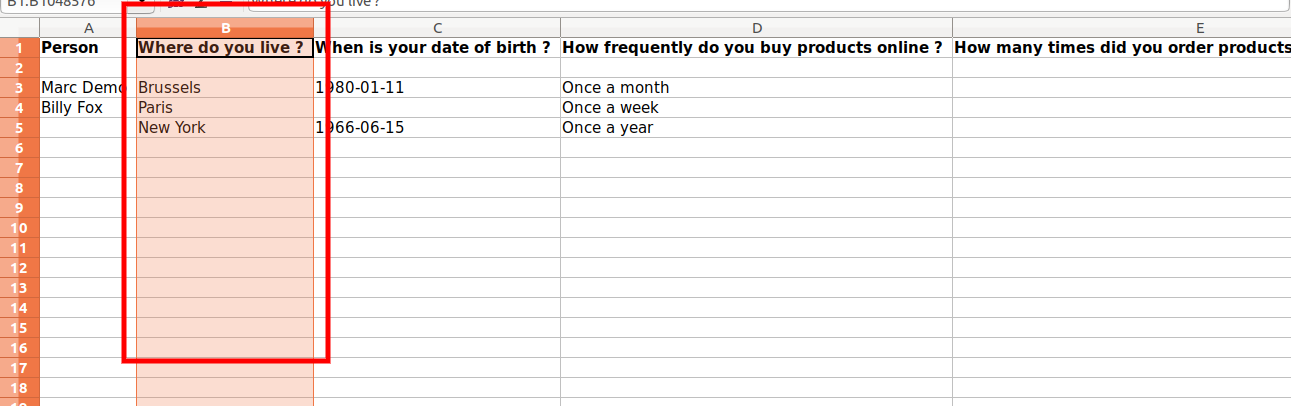 B1:B1048576 Where do you live ?
A B C D E
1 Person Where do you live ? When is your date of birth ? How frequently do you buy products online ? How many times did you order products
2
3 Marc Demo Brussels 1980-01-11 Once a month
4 Billy Fox Paris Once a week
5 New York 1966-06-15 Once a year
6
7
8
9
10
11
12
13
14
15
16
17
18